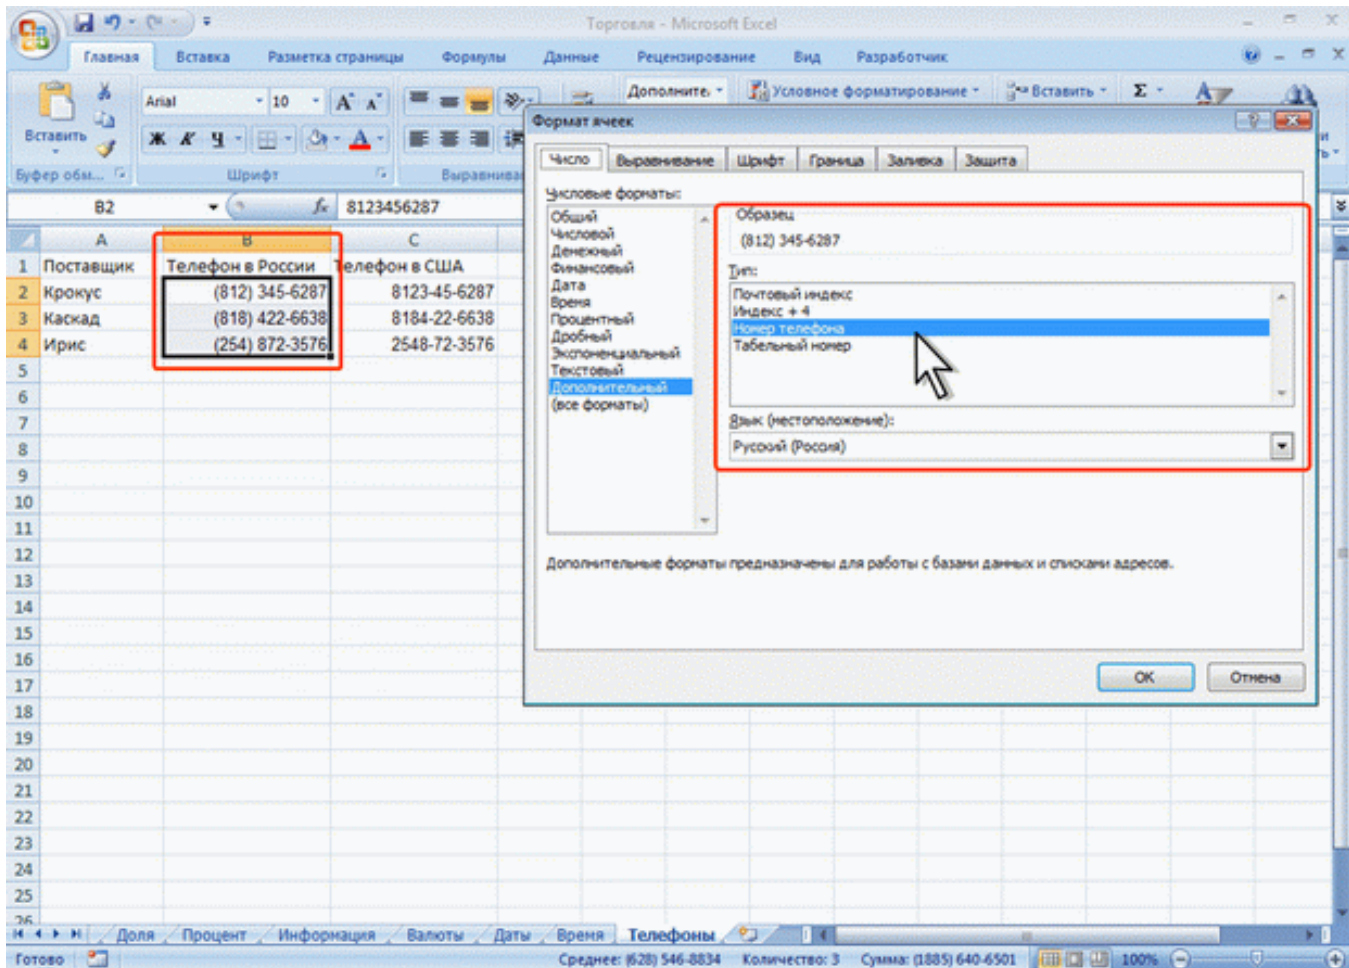 Торговля - Microsoft Excel
Главная Вставка Разметка страницы Формулы Данные Рецензирование Вид Разработчик
Arial 10 Дополните. Условное форматирование Вставить Σ
Вставить Ж К Ч А
Буфер обм... Шрифт Выравнива
B2 fx 8123456287
A B C
1 Поставщик Телефон в России Телефон в США
2 Крокус (812) 345-6287 8123-45-6287
3 Каскад (818) 422-6638 8184-22-6638
4 Ирис (254) 872-3576 2548-72-3576
5
6
7
8
9
10
11
12
13
14
15
16
17
18
19
20
21
22
23
24
25
26
Формат ячеек
Число Выравнивание Шрифт Граница Заливка Защита
Числовые форматы:
Общий
Числовой
Денежный
Финансовый
Дата
Время
Процентный
Дробный
Экспоненциальный
Текстовый
Дополнительный
(все форматы)
Образец
(812) 345-6287
Тип:
Почтовый индекс
Индекс + 4
Номер телефона
Табельный номер
Язык (местоположение):
Русский (Россия)
Дополнительные форматы предназначены для работы с базами данных и списками адресов.
OK Отмена
Доля Процент Информация Валюты Даты Время Телефоны
Готово Среднее: (628) 546-8834 Количество: 3 Сумма: (1885) 640-6501 100%